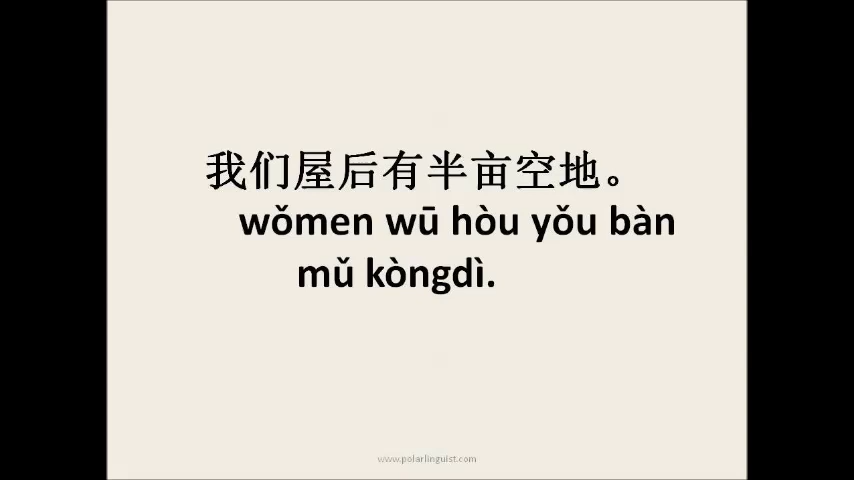 我们屋后有半亩空地。
wǒmen wū hòu yǒu bàn
mǔ kòngdì.
www.polarlinguist.com